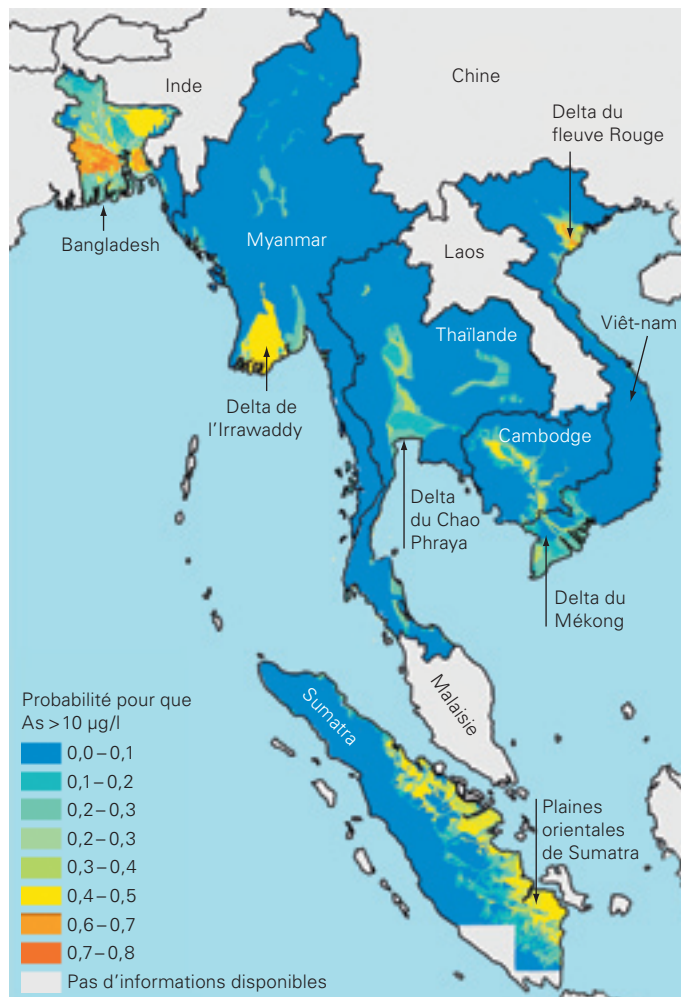 Inde
Chine
Delta du
fleuve Rouge
Bangladesh
Myanmar
Laos
Viêt-nam
Thaïlande
Delta de
l'Irrawaddy
Cambodge
Delta
du Chao
Phraya
Delta du
Mékong
Malaisie
Sumatra
Plaines
orientales
de Sumatra
Probabilité pour que
As > 10 µg/l
0,0 – 0,1
0,1 – 0,2
0,2 – 0,3
0,2 – 0,3
0,3 – 0,4
0,4 – 0,5
0,6 – 0,7
0,7 – 0,8
Pas d'informations disponibles